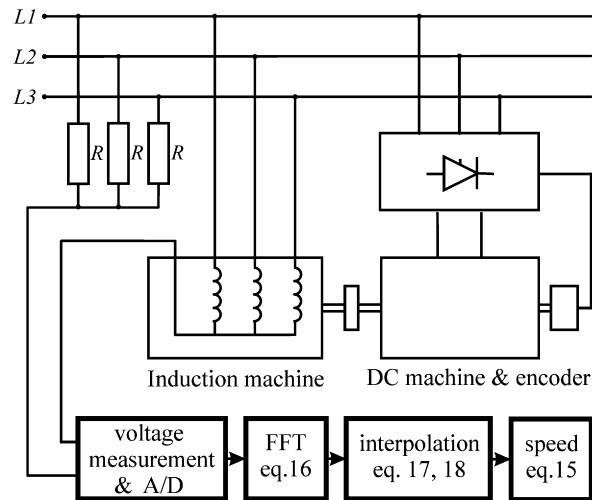 L1
L2
L3
R R R
Induction machine
DC machine & encoder
voltage
measurement
& A/D
FFT
eq.16
interpolation
eq. 17, 18
speed
eq.15